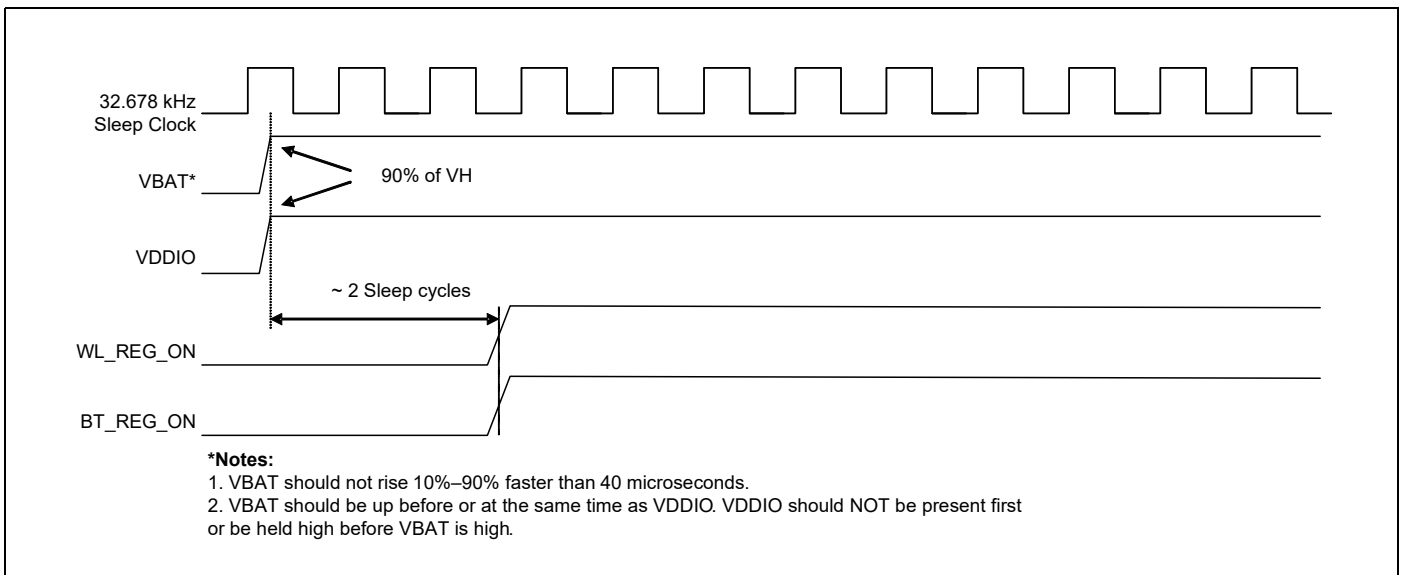 32.678 kHz
Sleep Clock
VBAT*
90% of VH
VDDIO
~ 2 Sleep cycles
WL_REG_ON
BT_REG_ON
*Notes:
1. VBAT should not rise 10%–90% faster than 40 microseconds.
2. VBAT should be up before or at the same time as VDDIO. VDDIO should NOT be present first
or be held high before VBAT is high.